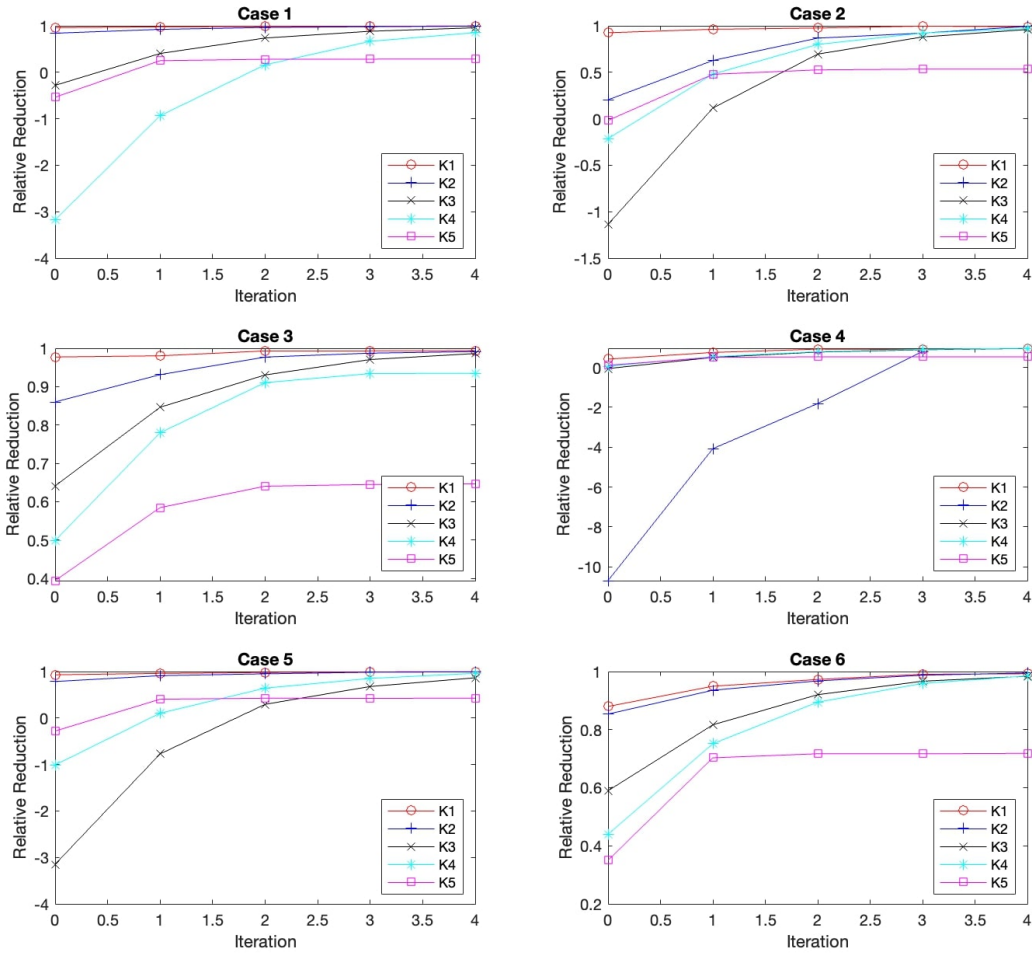 Case 1
Relative Reduction
1
0
-1
-2
-3
-4
0 0.5 1 1.5 2 2.5 3 3.5 4
Iteration
K1
K2
K3
K4
K5
Case 2
Relative Reduction
1
0.5
0
-0.5
-1
-1.5
0 0.5 1 1.5 2 2.5 3 3.5 4
Iteration
K1
K2
K3
K4
K5
Case 3
Relative Reduction
1
0.9
0.8
0.7
0.6
0.5
0.4
0 0.5 1 1.5 2 2.5 3 3.5 4
Iteration
K1
K2
K3
K4
K5
Case 4
Relative Reduction
0
-2
-4
-6
-8
-10
0 0.5 1 1.5 2 2.5 3 3.5 4
Iteration
K1
K2
K3
K4
K5
Case 5
Relative Reduction
1
0
-1
-2
-3
-4
0 0.5 1 1.5 2 2.5 3 3.5 4
Iteration
K1
K2
K3
K4
K5
Case 6
Relative Reduction
1
0.8
0.6
0.4
0.2
0 0.5 1 1.5 2 2.5 3 3.5 4
Iteration
K1
K2
K3
K4
K5